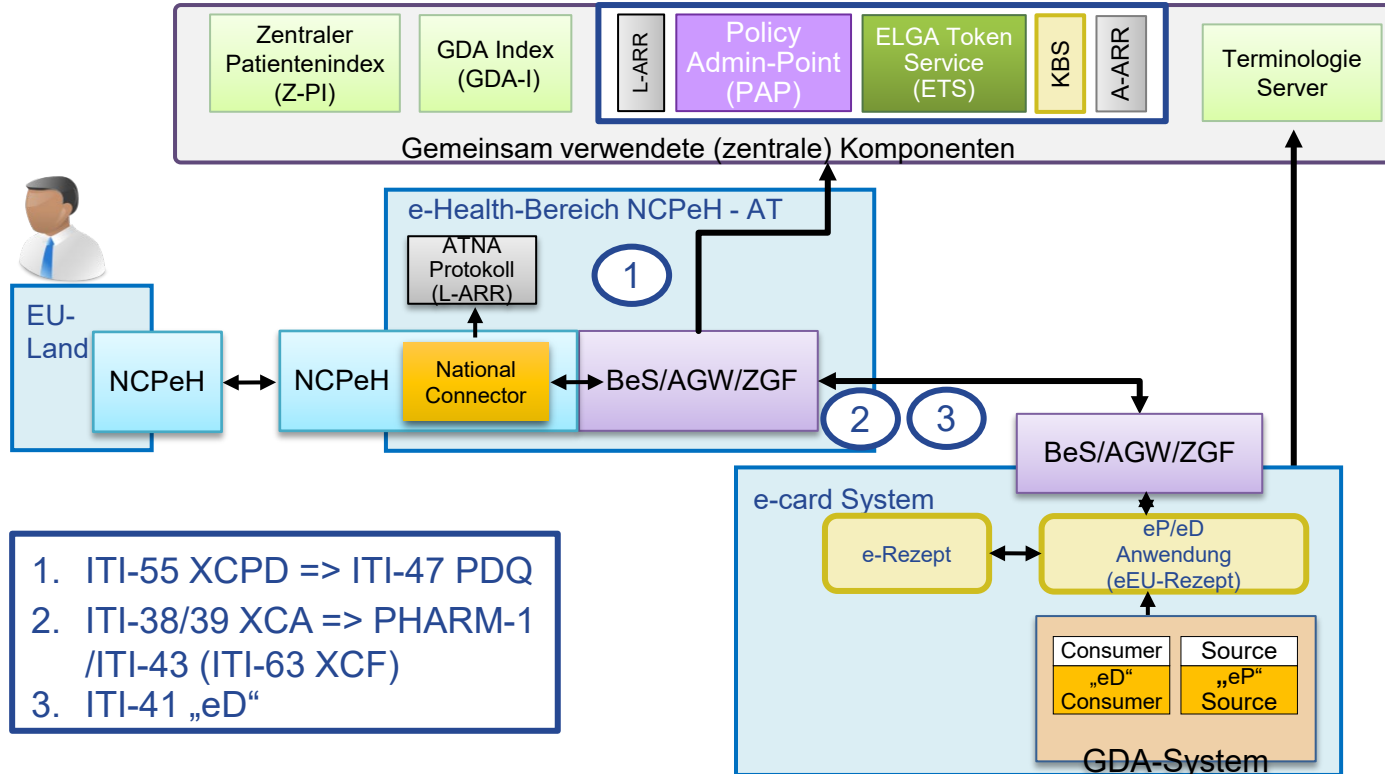 Zentraler
Patientenindex
(Z-PI)
GDA Index
(GDA-I)
L-ARR
Policy
Admin-Point
(PAP)
ELGA Token
Service
(ETS)
KBS
A-ARR
Terminologie
Server
Gemeinsam verwendete (zentrale) Komponenten
e-Health-Bereich NCPeH - AT
ATNA
Protokoll
(L-ARR)
1
EU-
Land
NCPeH
NCPeH
National
Connector
BeS/AGW/ZGF
2
3
BeS/AGW/ZGF
e-card System
e-Rezept
eP/eD
Anwendung
(eEU-Rezept)
Consumer
„eD“
Consumer
Source
„eP“
Source
GDA-System
1. ITI-55 XCPD => ITI-47 PDQ
2. ITI-38/39 XCA => PHARM-1
/ITI-43 (ITI-63 XCF)
3. ITI-41 „eD“